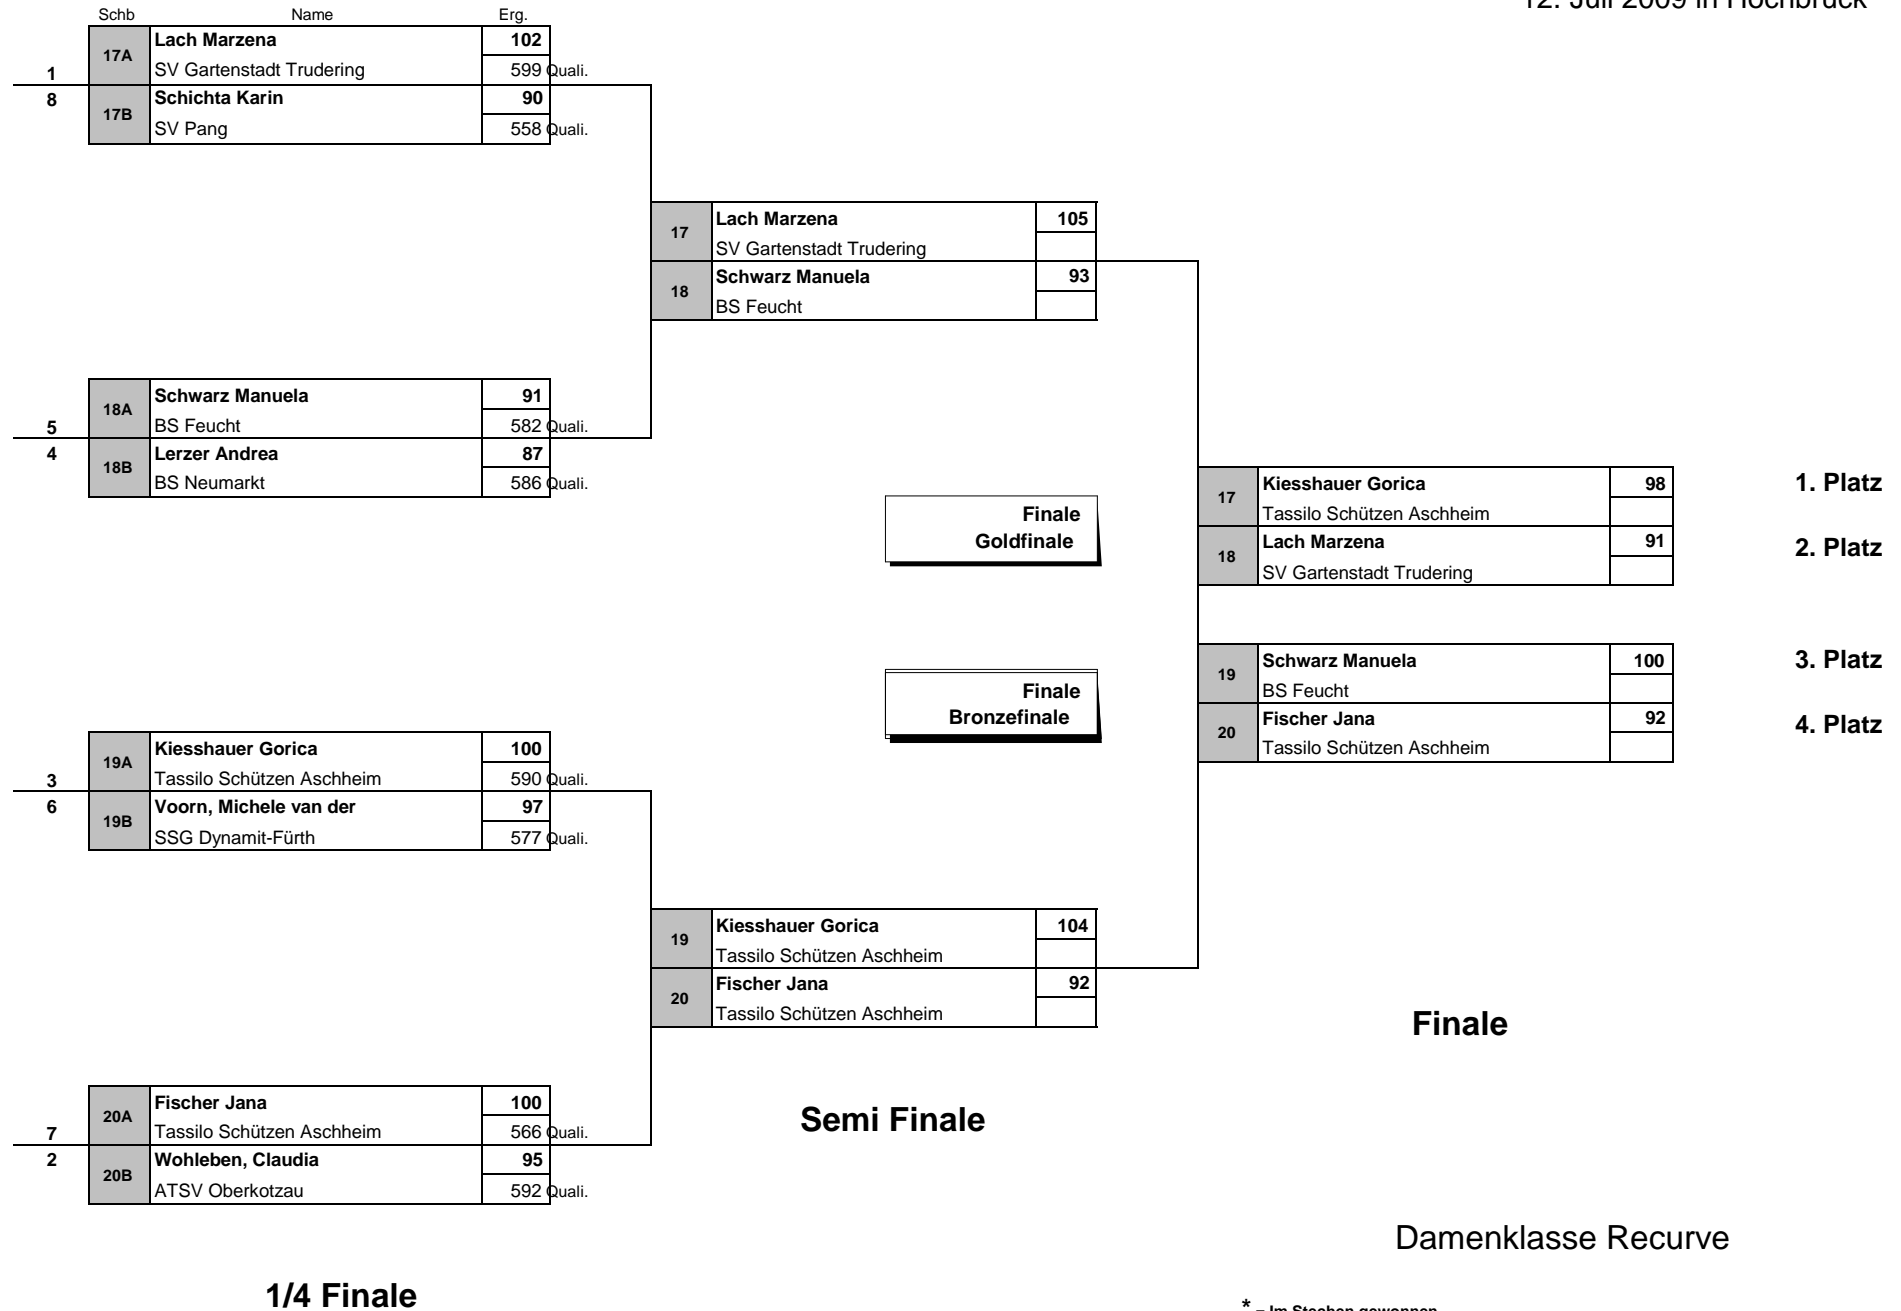 12. Juli 2009 in Hochbrück
Schb Name Erg.
17A Lach Marzena 102
1 SV Gartenstadt Trudering 599 Quali.
8 17B Schichta Karin 90
SV Pang 558 Quali.
17 Lach Marzena 105
SV Gartenstadt Trudering
18 Schwarz Manuela 93
BS Feucht
18A Schwarz Manuela 91
5 BS Feucht 582 Quali.
4 18B Lerzer Andrea 87
BS Neumarkt 586 Quali.
Finale
Goldfinale
17 Kiesshauer Gorica 98 1. Platz
Tassilo Schützen Aschheim
18 Lach Marzena 91 2. Platz
SV Gartenstadt Trudering
Finale
Bronzefinale
19 Schwarz Manuela 100 3. Platz
BS Feucht
20 Fischer Jana 92 4. Platz
Tassilo Schützen Aschheim
19A Kiesshauer Gorica 100
3 Tassilo Schützen Aschheim 590 Quali.
6 19B Voorn, Michele van der 97
SSG Dynamit-Fürth 577 Quali.
19 Kiesshauer Gorica 104
Tassilo Schützen Aschheim
20 Fischer Jana 92
Tassilo Schützen Aschheim
Finale
20A Fischer Jana 100
7 Tassilo Schützen Aschheim 566 Quali.
2 20B Wohleben, Claudia 95
ATSV Oberkotzau 592 Quali.
Semi Finale
Damenklasse Recurve
1/4 Finale
* = Im Stechen gewonnen